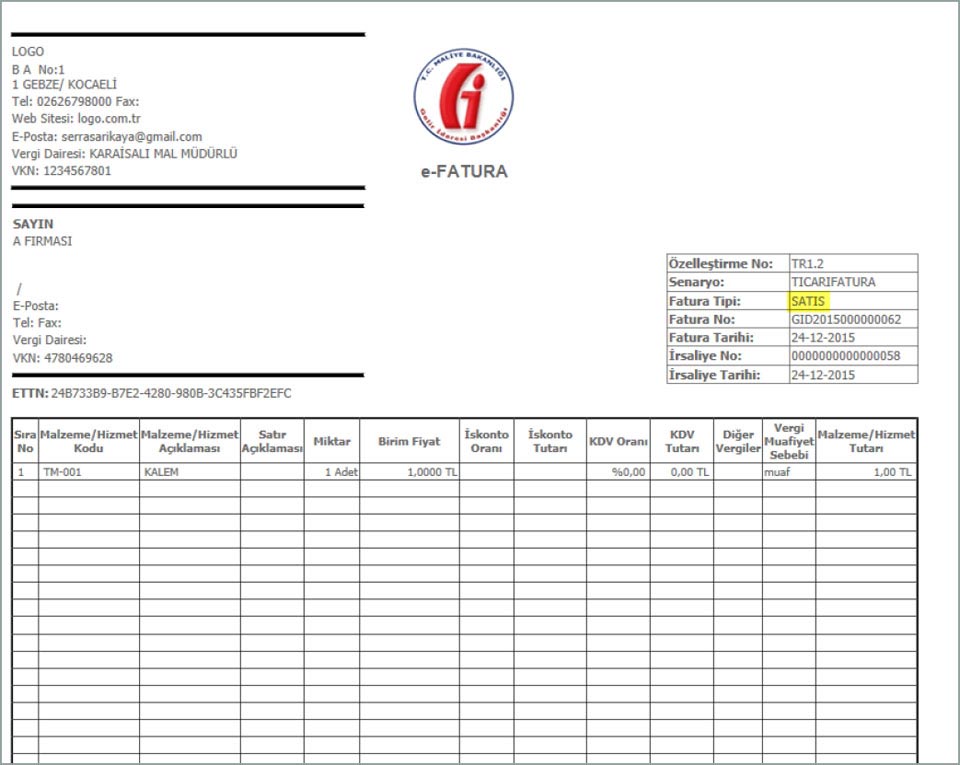 LOGO
B A No:1
1 GEBZE/ KOCAELİ
Tel: 02626798000 Fax:
Web Sitesi: logo.com.tr
E-Posta: serrasarikaya@gmail.com
Vergi Dairesi: KARAİSALI MAL MÜDÜRLÜ
VKN: 1234567801
T.C. MALİYE BAKANLIĞI
Gelir İdaresi Başkanlığı
e-FATURA
SAYIN
A FIRMASI
/
E-Posta:
Tel: Fax:
Vergi Dairesi:
VKN: 4780469628
ETTN: 24B733B9-B7E2-4280-980B-3C435FBF2EFC
Özelleştirme No: TR1.2
Senaryo: TICARIFATURA
Fatura Tipi: SATIS
Fatura No: GID2015000000062
Fatura Tarihi: 24-12-2015
İrsaliye No: 0000000000000058
İrsaliye Tarihi: 24-12-2015
Sıra No Malzeme/Hizmet Kodu Malzeme/Hizmet Açıklaması Satır Açıklaması Miktar Birim Fiyat İskonto Oranı İskonto Tutarı KDV Oranı KDV Tutarı Diğer Vergiler Vergi Muafiyet Sebebi Malzeme/Hizmet Tutarı
1 TM-001 KALEM 1 Adet 1,0000 TL %0,00 0,00 TL muaf 1,00 TL